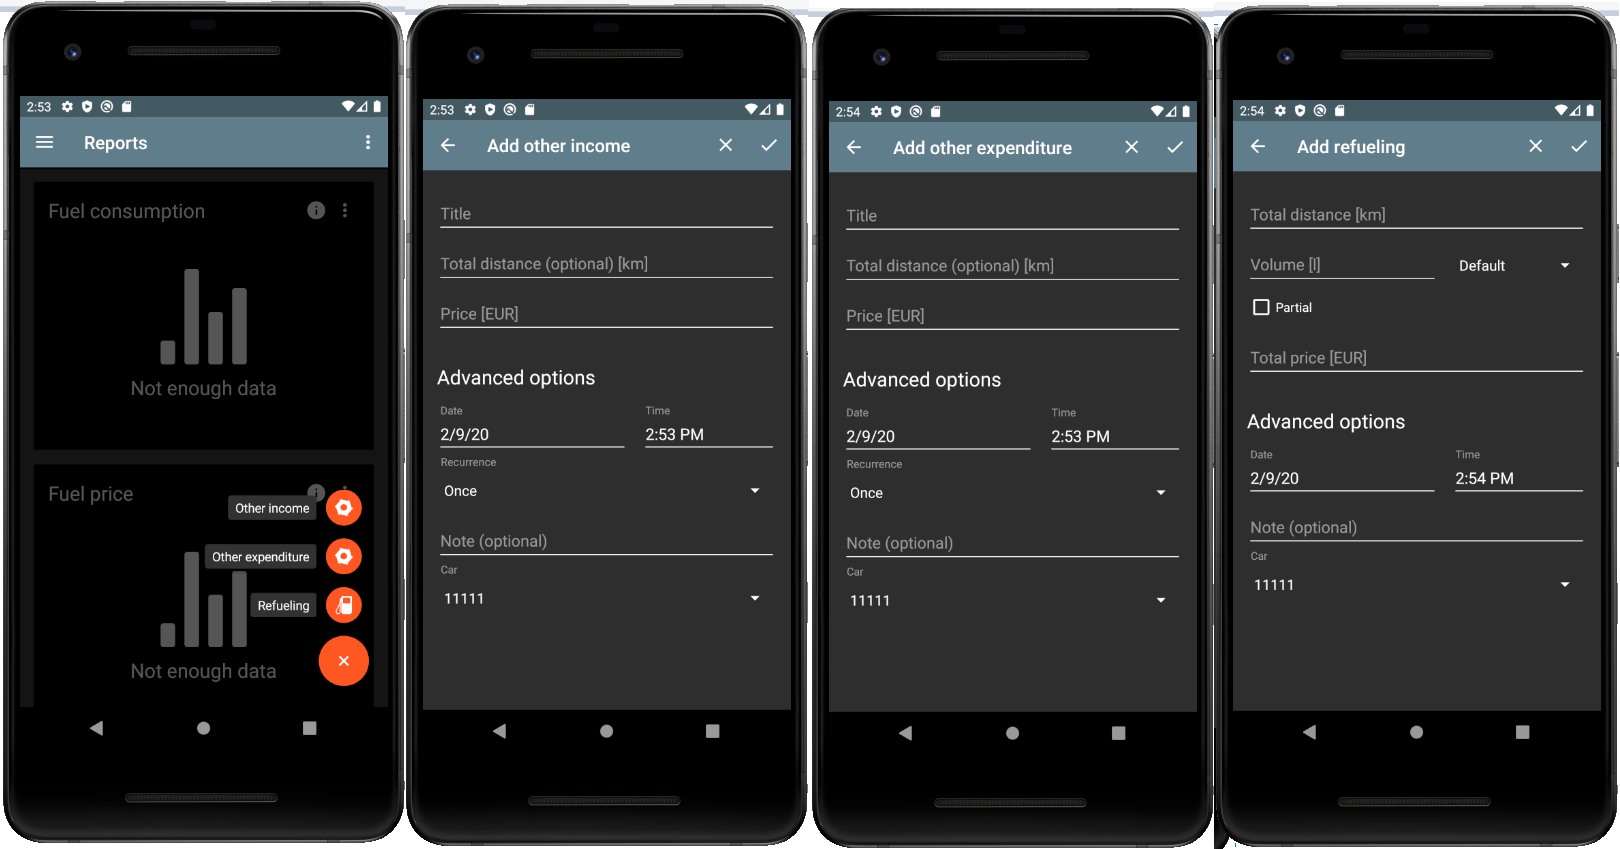 2:53
Reports
Fuel consumption
Not enough data
Fuel price
Other income
Other expenditure
Refueling
Not enough data
2:53
Add other income
Title
Total distance (optional) [km]
Price [EUR]
Advanced options
Date Time
2/9/20 2:53 PM
Recurrence
Once
Note (optional)
Car
11111
2:54
Add other expenditure
Title
Total distance (optional) [km]
Price [EUR]
Advanced options
Date Time
2/9/20 2:53 PM
Recurrence
Once
Note (optional)
Car
11111
2:54
Add refueling
Total distance [km]
Volume [l] Default
Partial
Total price [EUR]
Advanced options
Date Time
2/9/20 2:54 PM
Note (optional)
Car
11111